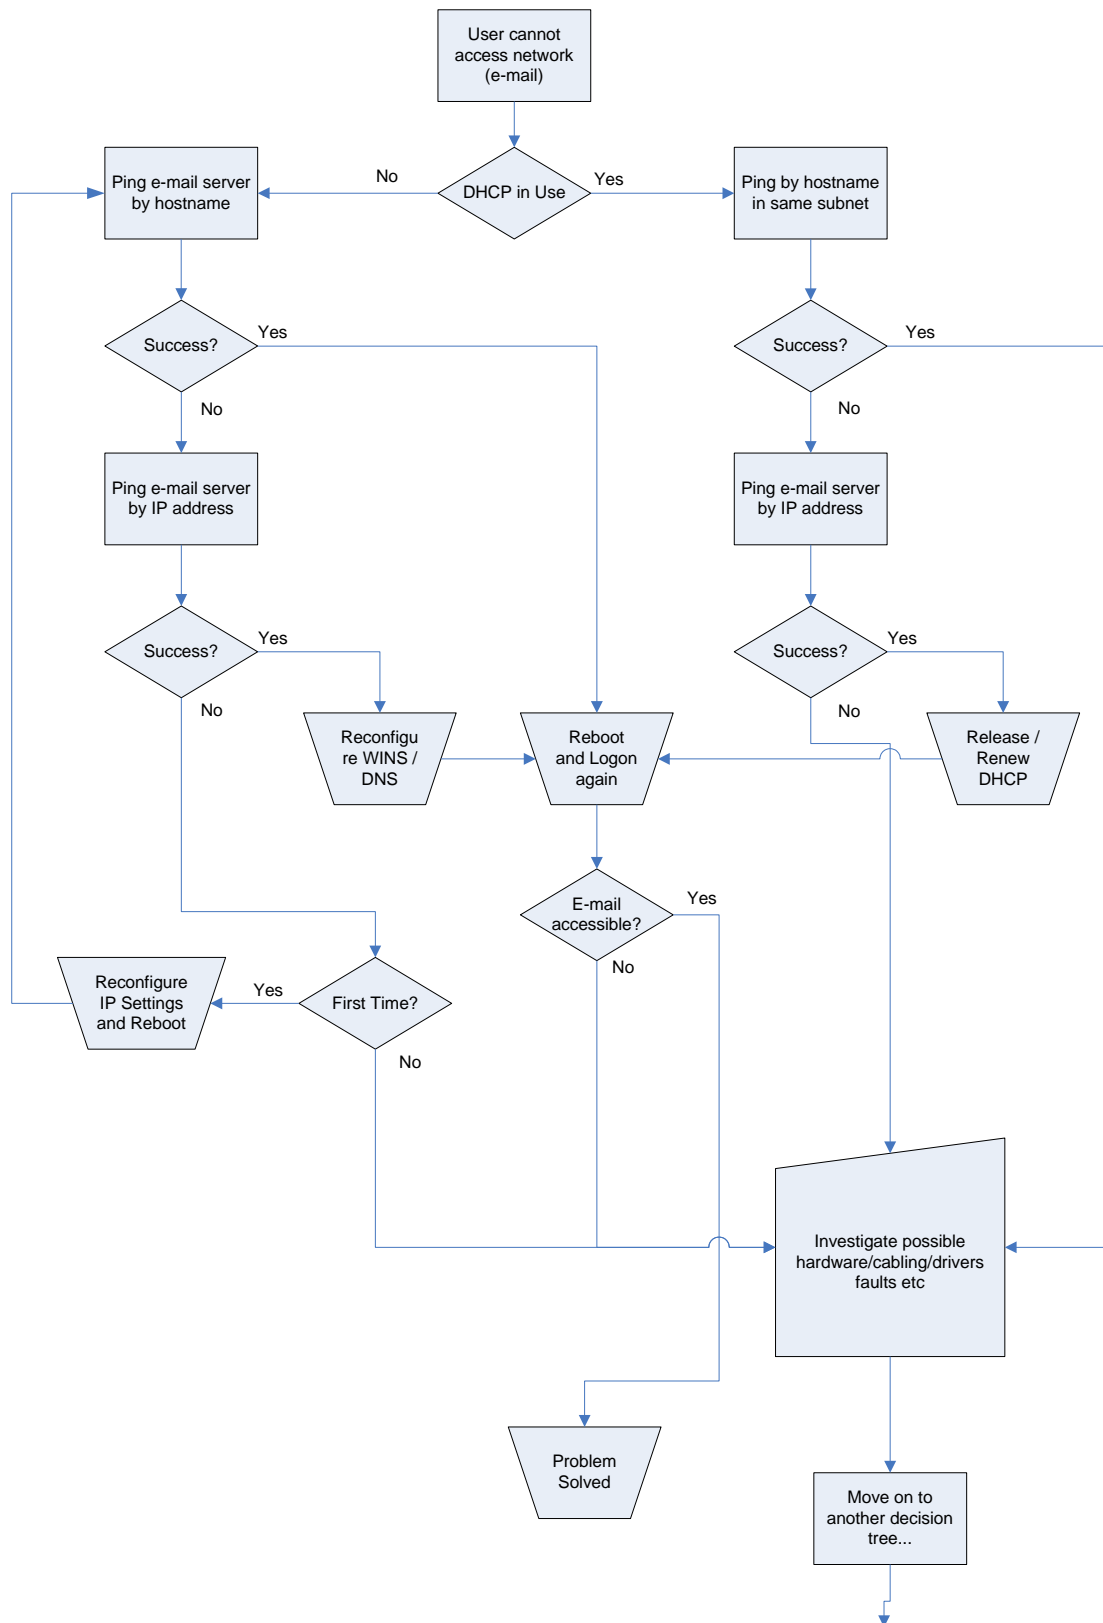 User cannot
access network
(e-mail)
Ping e-mail server
by hostname
No
DHCP in Use
Yes
Ping by hostname
in same subnet
Success?
Yes
No
Success?
Yes
No
Ping e-mail server
by IP address
Ping e-mail server
by IP address
Success?
Yes
No
Success?
Yes
No
Reconfigu
re WINS /
DNS
Reboot
and Logon
again
Release /
Renew
DHCP
E-mail
accessible?
Yes
No
Reconfigure
IP Settings
and Reboot
Yes
First Time?
No
Investigate possible
hardware/cabling/drivers
faults etc
Problem
Solved
Move on to
another decision
tree...